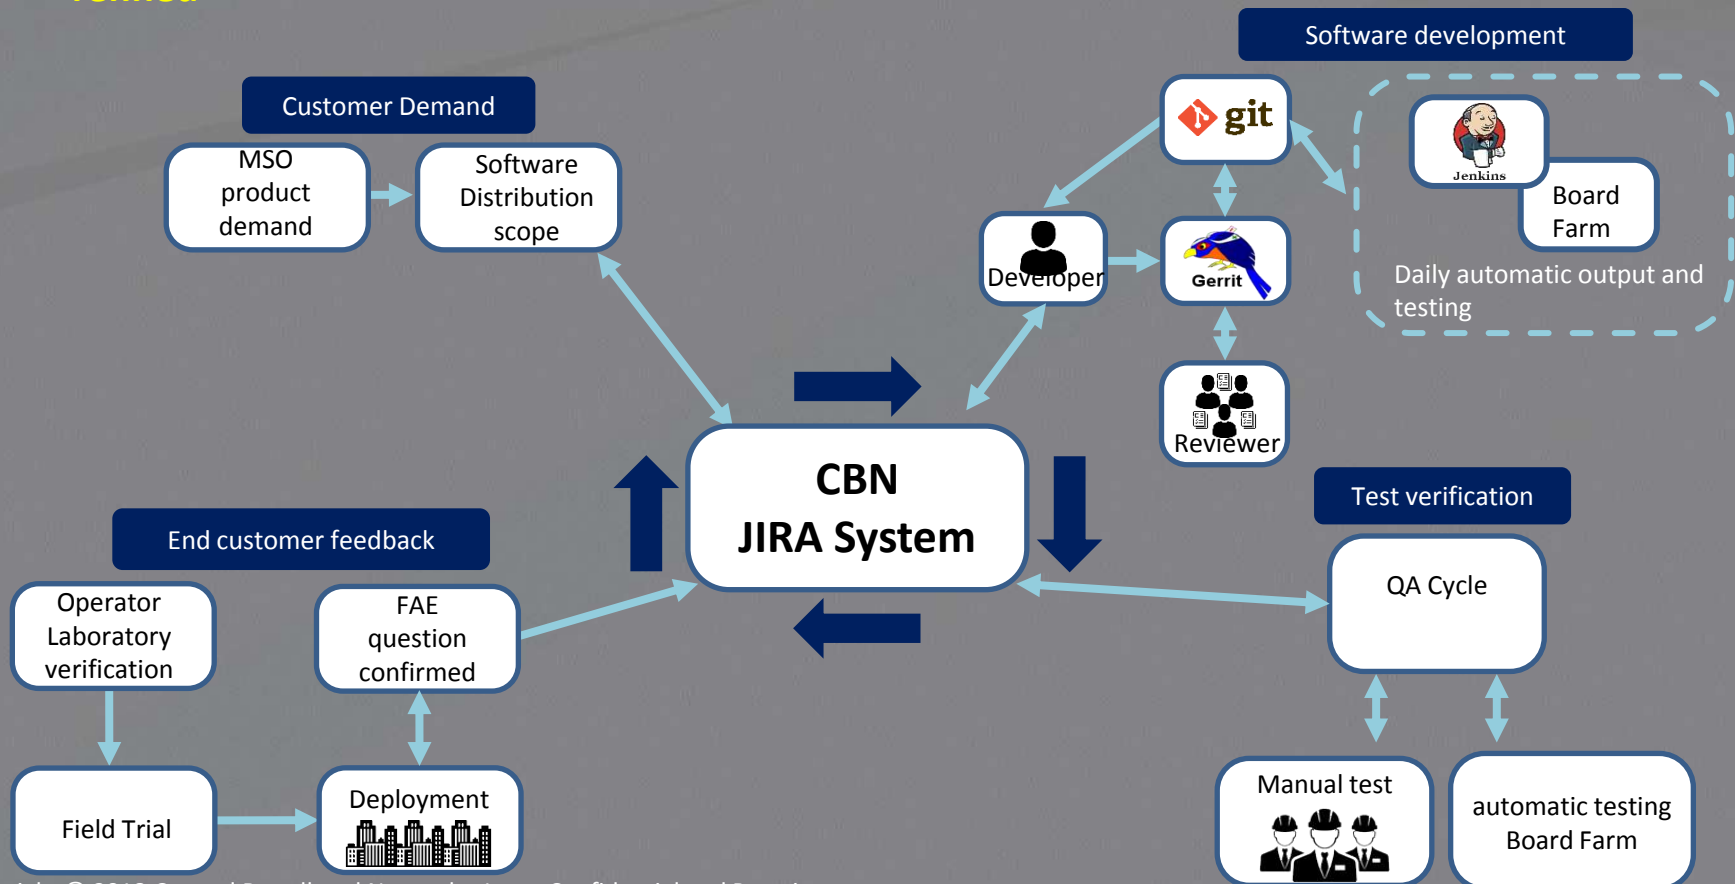 Software development
Customer Demand
MSO
product
demand
Software
Distribution
scope
git
Jenkins
Board
Farm
Daily automatic output and
testing
Developer
Gerrit
Reviewer
CBN
JIRA System
Test verification
QA Cycle
Manual test
automatic testing
Board Farm
End customer feedback
Operator
Laboratory
verification
FAE
question
confirmed
Field Trial
Deployment